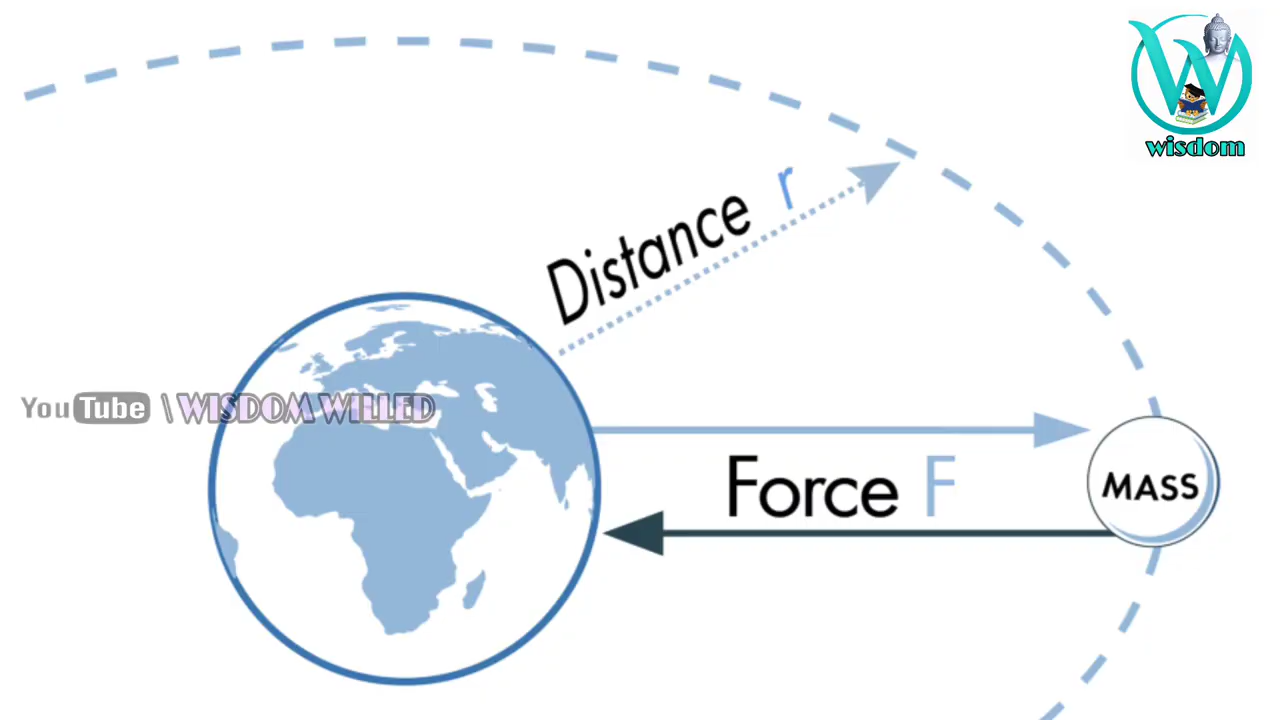 wisdom
Distance r
YouTube \ WISDOM WILLED
Force F
MASS